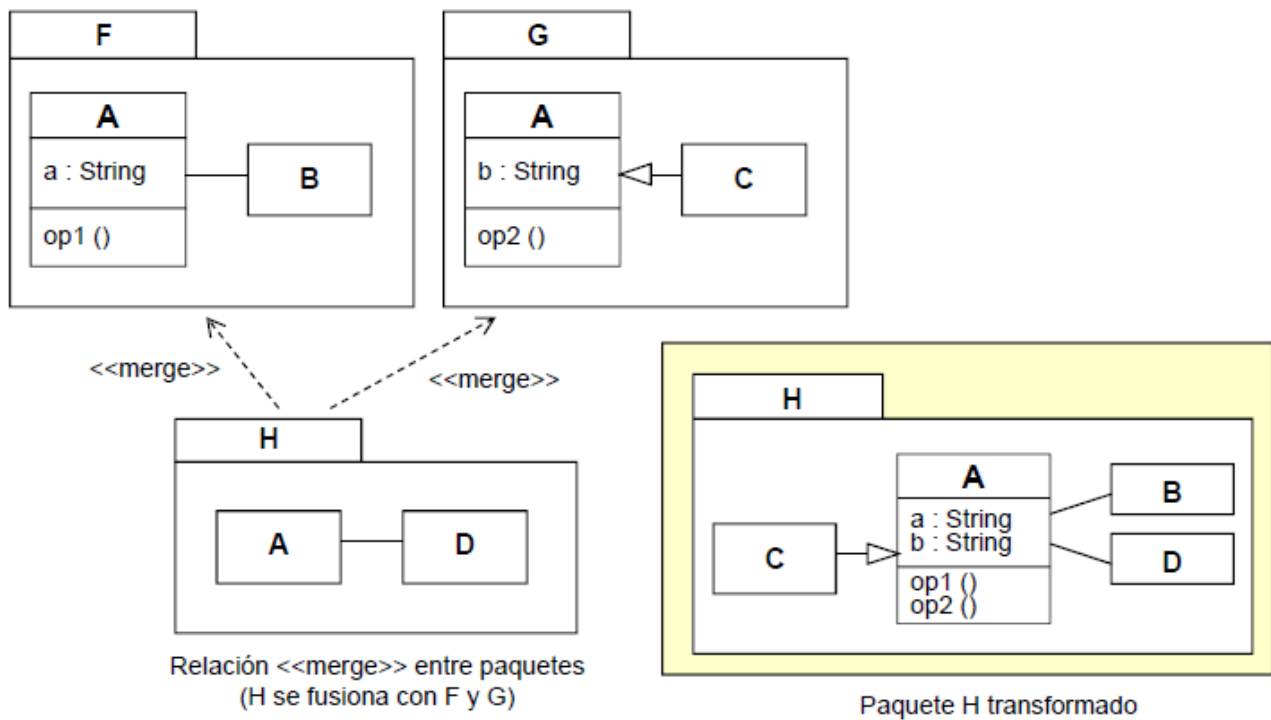 F
A
a : String
op1 ()
B
G
A
b : String
op2 ()
C
<<merge>>
<<merge>>
H
A
D
Relación <<merge>> entre paquetes
(H se fusiona con F y G)
H
C
A
a : String
b : String
op1 ()
op2 ()
B
D
Paquete H transformado